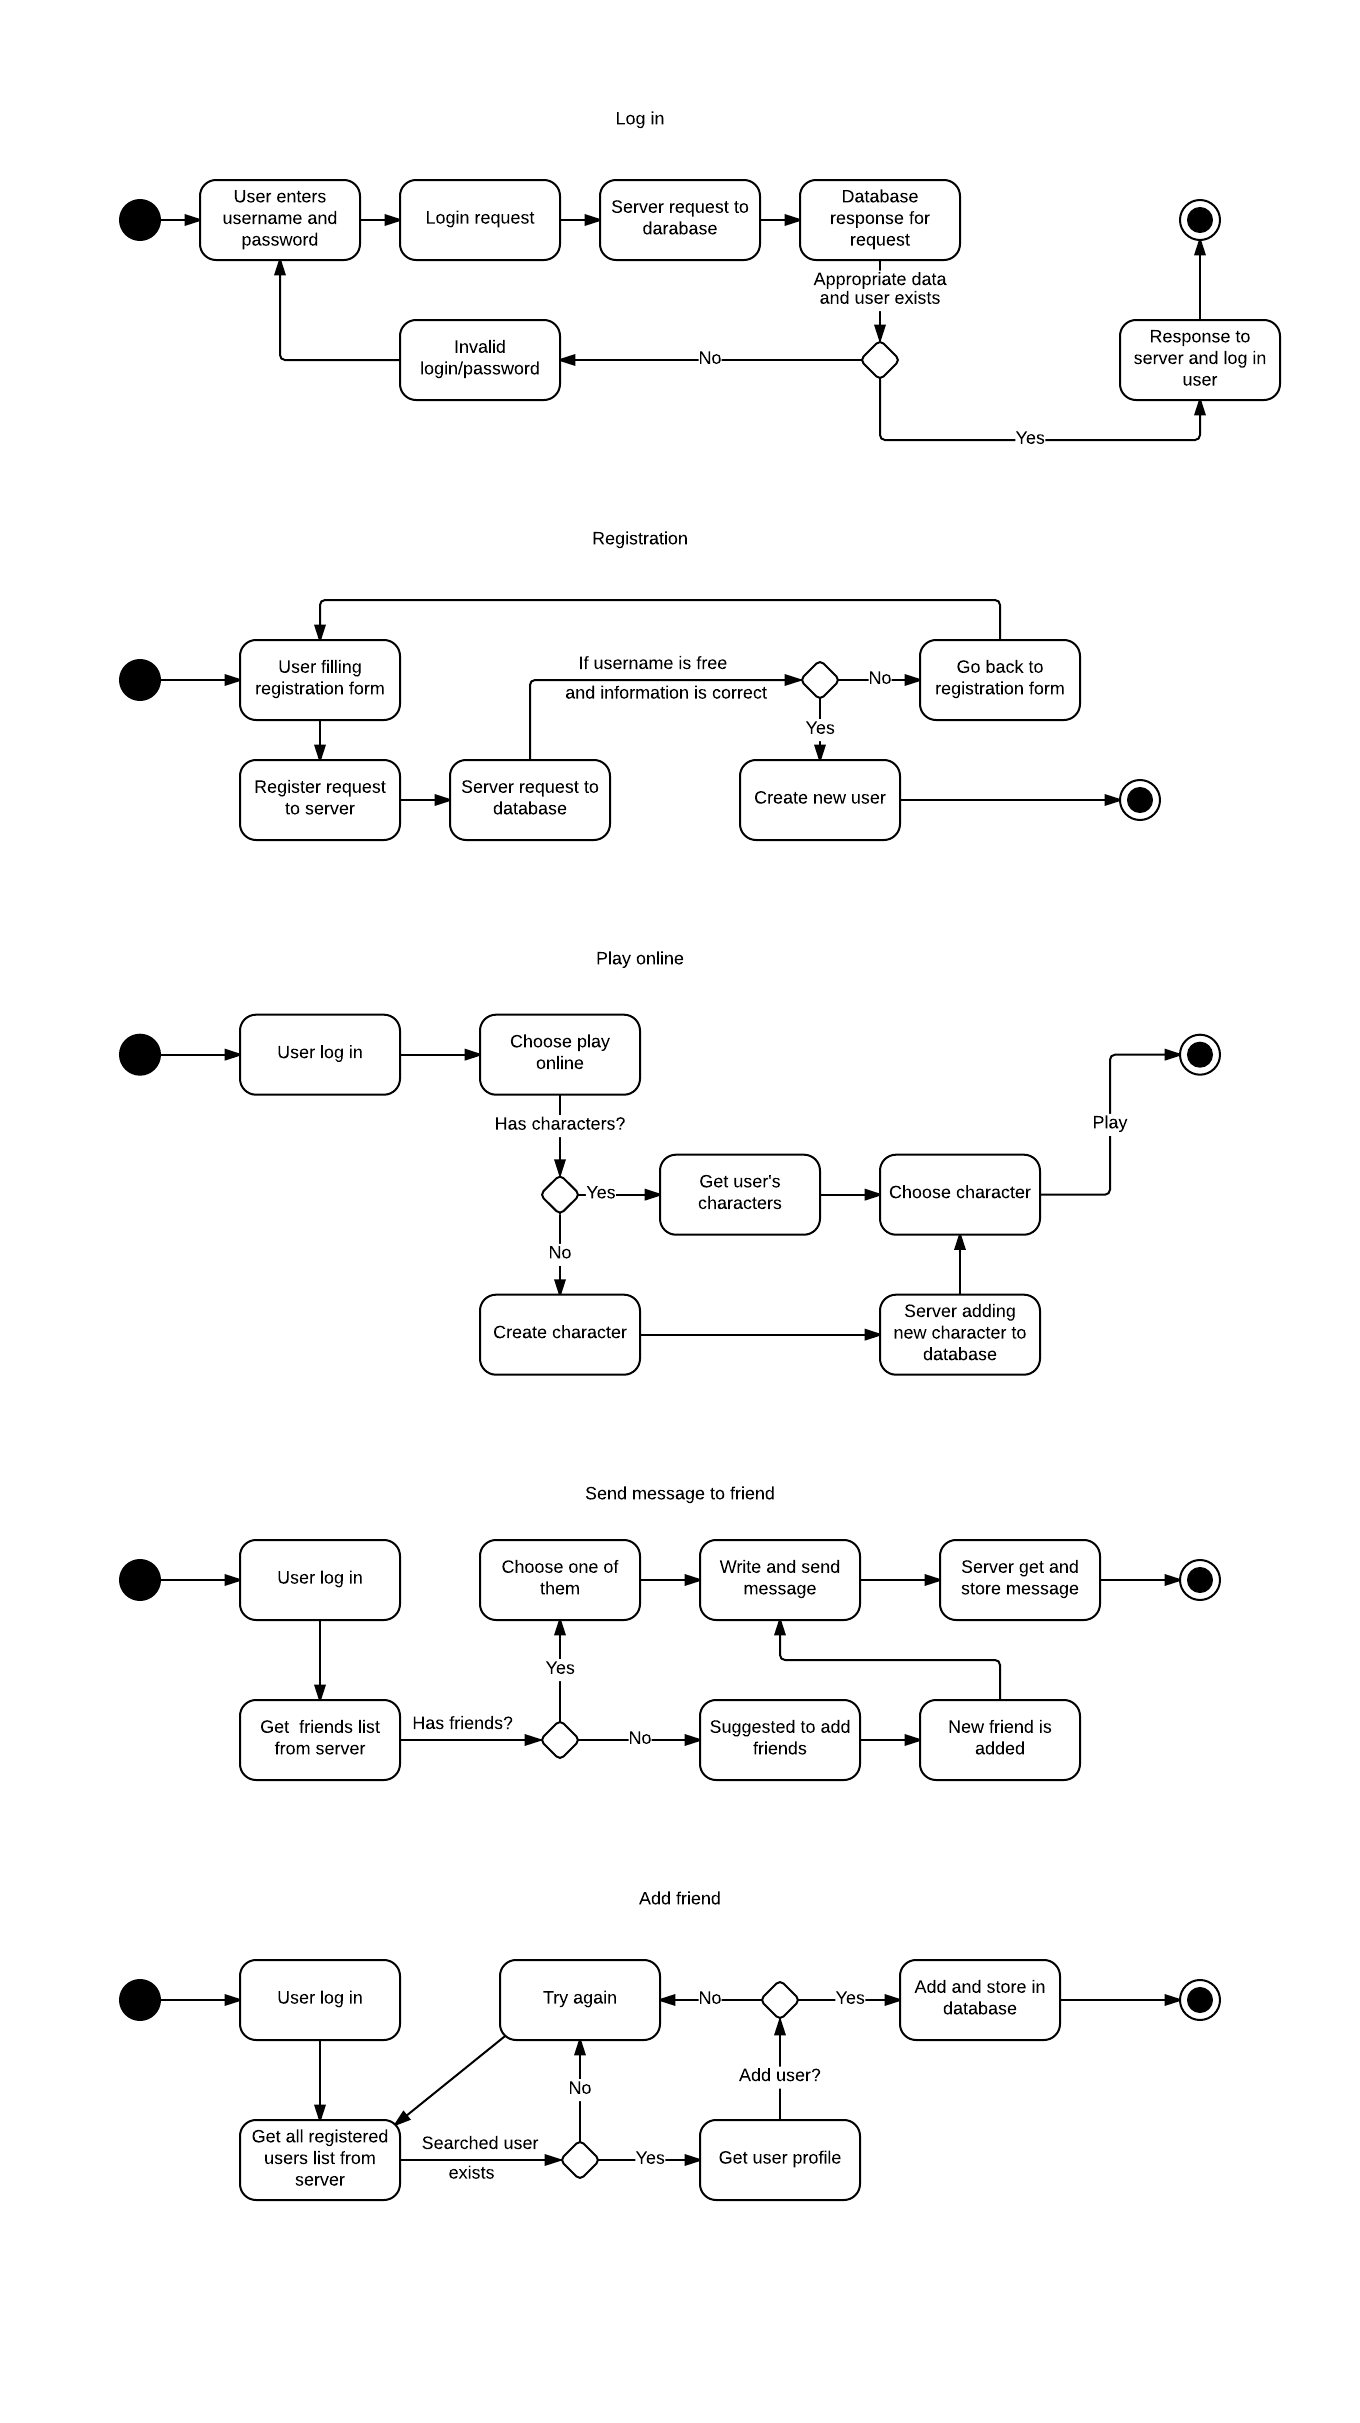 Log in
User enters
username and
password
Login request
Server request to
darabase
Database
response for
request
Appropriate data
and user exists
Invalid
login/password
No
Response to
server and log in
user
Yes
Registration
User filling
registration form
If username is free
and information is correct
No
Go back to
registration form
Yes
Register request
to server
Server request to
database
Create new user
Play online
User log in
Choose play
online
Has characters?
Play
Yes
Get user's
characters
Choose character
No
Create character
Server adding
new character to
database
Send message to friend
User log in
Choose one of
them
Write and send
message
Server get and
store message
Yes
Get  friends list
from server
Has friends?
No
Suggested to add
friends
New friend is
added
Add friend
User log in
Try again
No
Yes
Add and store in
database
Add user?
No
Get all registered
users list from
server
Searched user
exists
Yes
Get user profile